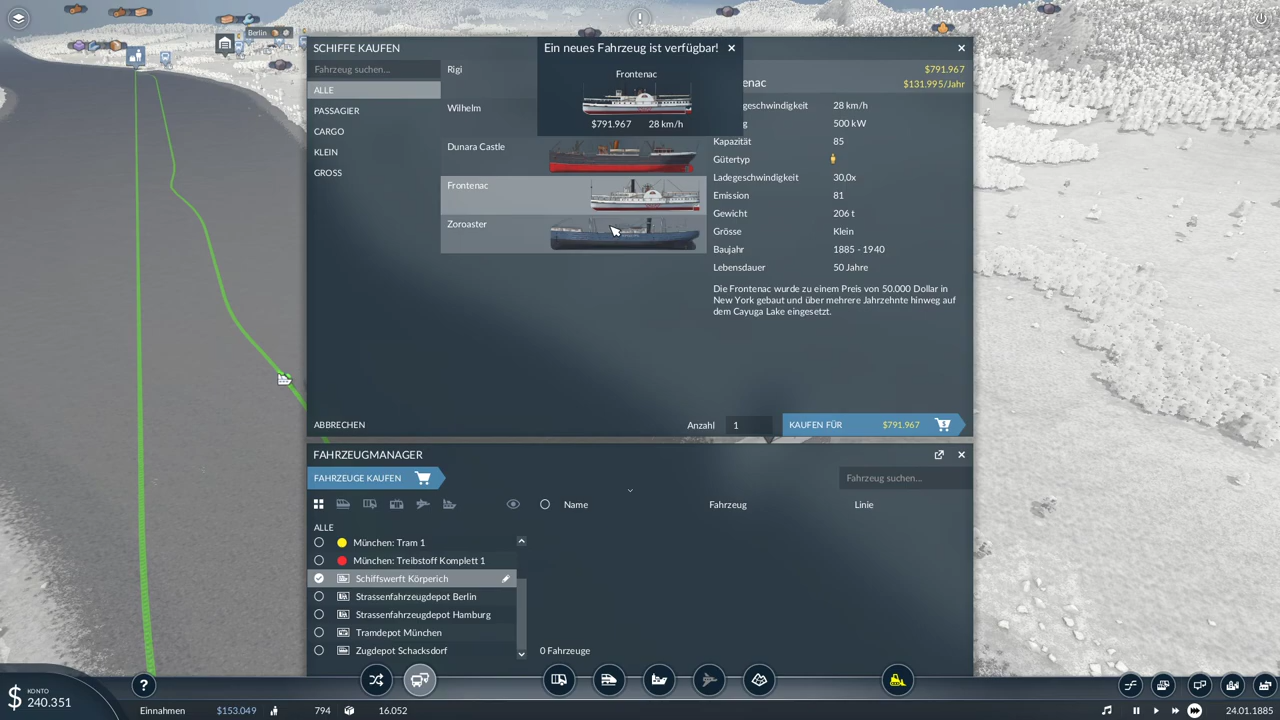 Berlin
SCHIFFE KAUFEN
Fahrzeug suchen...
ALLE
PASSAGIER
CARGO
KLEIN
GROSS
Rigi
Wilhelm
Dunara Castle
Frontenac
Zoroaster
Ein neues Fahrzeug ist verfügbar!
Frontenac
$791.967 28 km/h
$791.967
enac $131.995/Jahr
geschwindigkeit 28 km/h
g 500 kW
Kapazität 85
Gütertyp
Ladegeschwindigkeit 30,0x
Emission 81
Gewicht 206 t
Grösse Klein
Baujahr 1885 - 1940
Lebensdauer 50 Jahre
Die Frontenac wurde zu einem Preis von 50.000 Dollar in
New York gebaut und über mehrere Jahrzehnte hinweg auf
dem Cayuga Lake eingesetzt.
ABBRECHEN
Anzahl 1
KAUFEN FÜR $791.967
FAHRZEUGMANAGER
FAHRZEUGE KAUFEN
Fahrzeug suchen...
Name Fahrzeug Linie
ALLE
München: Tram 1
München: Treibstoff Komplett 1
Schiffswerft Körperich
Strassenfahrzeugdepot Berlin
Strassenfahrzeugdepot Hamburg
Tramdepot München
Zugdepot Schacksdorf
0 Fahrzeuge
$ KONTO
240.351
?
Einnahmen $153.049 794 16.052
24.01.1885